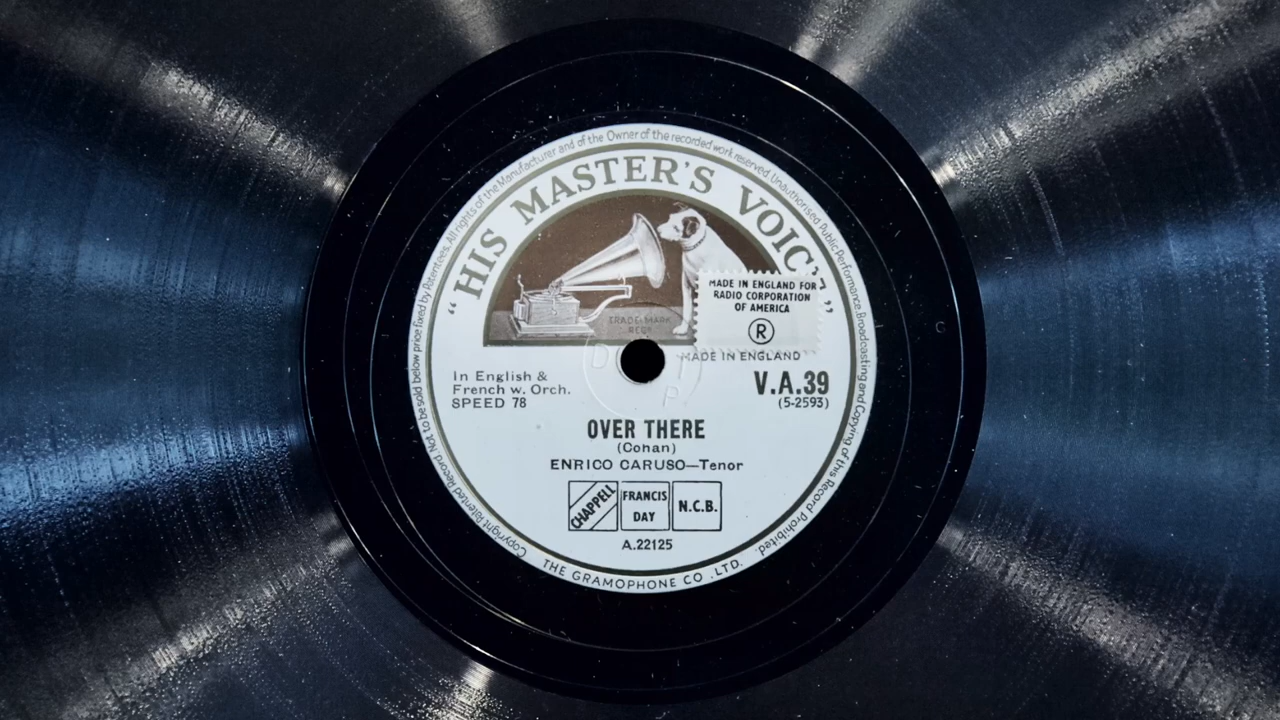 Copyright Patented Record. Not to be sold below price fixed by Patentees. All rights of the Manufacturer and of the Owner of the recorded work reserved. Unauthorised Public Performance, Broadcasting and Copying of this Record Prohibited.
"HIS MASTER'S VOICE"
MADE IN ENGLAND FOR
RADIO CORPORATION
OF AMERICA
R
TRADE-MARK
REGD
MADE IN ENGLAND
In English &
French w. Orch.
SPEED 78
V.A.39
(5-2593)
OVER THERE
(Cohan)
ENRICO CARUSO—Tenor
CHAPPELL
FRANCIS
DAY
N.C.B.
A.22125
THE GRAMOPHONE CO., LTD.